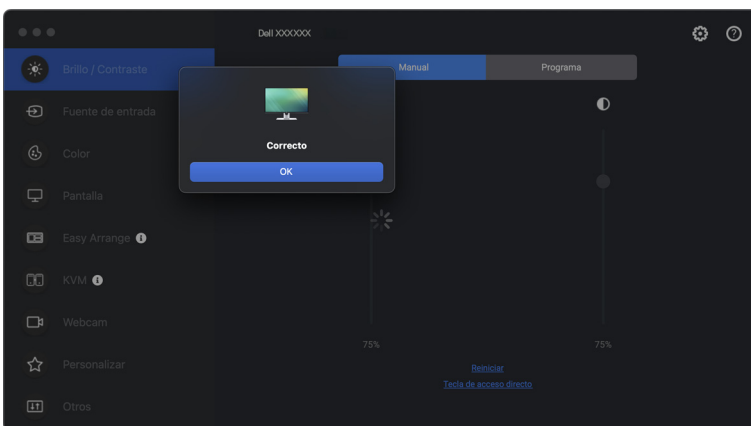 Dell XXXXXX
Brillo / Contraste
Manual
Programa
Fuente de entrada
Correcto
OK
Color
Pantalla
Easy Arrange
KVM
Webcam
75%
75%
Personalizar
Reiniciar
Tecla de acceso directo
Otros